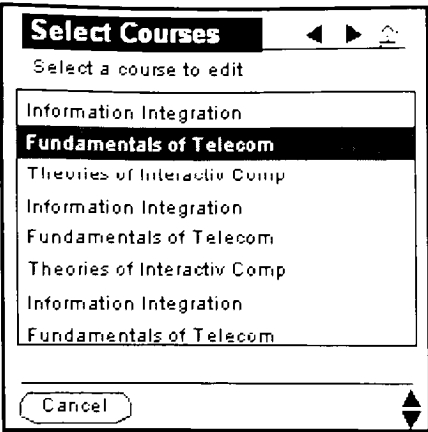 Select Courses
Select a course to edit
Information Integration
Fundamentals of Telecom
Theories of Interactiv Comp
Information Integration
Fundamentals of Telecom
Theories of Interactiv Comp
Information Integration
Fundamentals of Telecom
Cancel